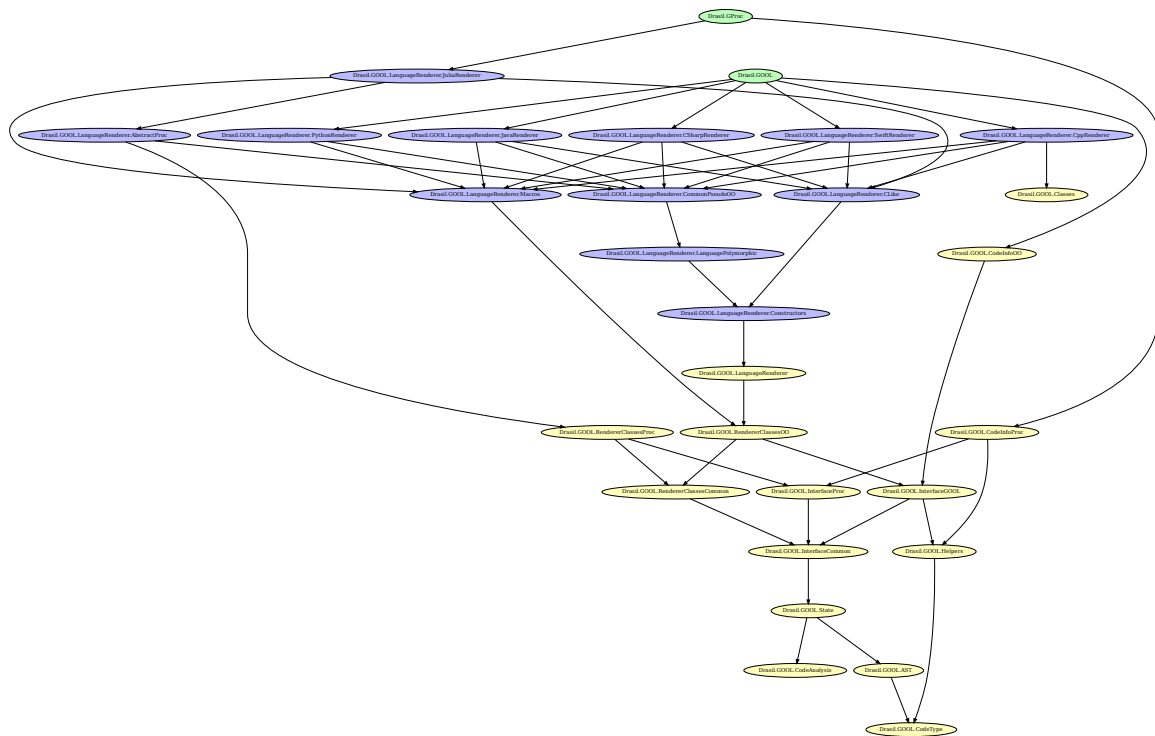 Drasil.GProc
Drasil.GOOL.LanguageRenderer.JuliaRenderer
Drasil.GOOL
Drasil.GOOL.LanguageRenderer.AbstractProc
Drasil.GOOL.LanguageRenderer.PythonRenderer
Drasil.GOOL.LanguageRenderer.JavaRenderer
Drasil.GOOL.LanguageRenderer.CSharpRenderer
Drasil.GOOL.LanguageRenderer.SwiftRenderer
Drasil.GOOL.LanguageRenderer.CppRenderer
Drasil.GOOL.LanguageRenderer.Macros
Drasil.GOOL.LanguageRenderer.CommonPseudoOO
Drasil.GOOL.LanguageRenderer.CLike
Drasil.GOOL.Classes
Drasil.GOOL.LanguageRenderer.LanguagePolymorphic
Drasil.GOOL.CodeInfoOO
Drasil.GOOL.LanguageRenderer.Constructors
Drasil.GOOL.LanguageRenderer
Drasil.GOOL.RendererClassesProc
Drasil.GOOL.RendererClassesOO
Drasil.GOOL.CodeInfoProc
Drasil.GOOL.RendererClassesCommon
Drasil.GOOL.InterfaceProc
Drasil.GOOL.InterfaceGOOL
Drasil.GOOL.InterfaceCommon
Drasil.GOOL.Helpers
Drasil.GOOL.State
Drasil.GOOL.CodeAnalysis
Drasil.GOOL.AST
Drasil.GOOL.CodeType